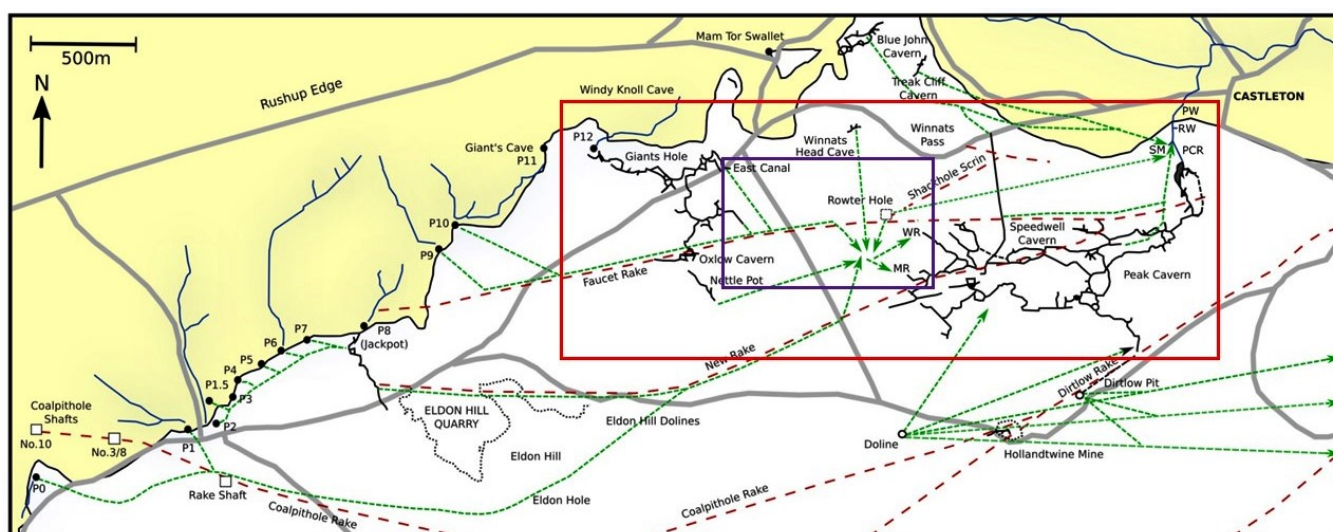 500m
N
Rushup Edge
Mam Tor Swallet
Blue John
Cavern
Treak Cliff
Cavern
CASTLETON
Windy Knoll Cave
PW
RW
P12
Giants Hole
Winnats
Head Cave
Winnats
Pass
SM
PCR
Giant's Cave
P11
East Canal
Shackhole Scrin
Rowter Hole
P10
P9
WR
Speedwell
Cavern
Oxlow Cavern
MR
Peak Cavern
Faucet Rake
Nettle Pot
P8
(Jackpot)
P7
P6
P5
P4
P3
P1.5
P2
P1
New Rake
Dirtlow Rake
Dirtlow Pit
Coalpithole
Shafts
No.10
No.3/8
ELDON HILL
QUARRY
Eldon Hill Dolines
Eldon Hill
Doline
Hollandtwine Mine
P0
Rake Shaft
Eldon Hole
Coalpithole Rake
Coalpithole Rake